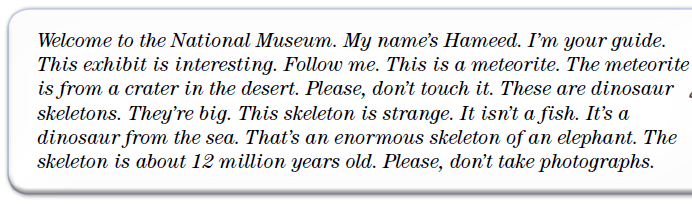 Welcome to the National Museum. My name's Hameed. I'm your guide.
This exhibit is interesting. Follow me. This is a meteorite. The meteorite
is from a crater in the desert. Please, don't touch it. These are dinosaur
skeletons. They're big. This skeleton is strange. It isn't a fish. It's a
dinosaur from the sea. That's an enormous skeleton of an elephant. The
skeleton is about 12 million years old. Please, don't take photographs.